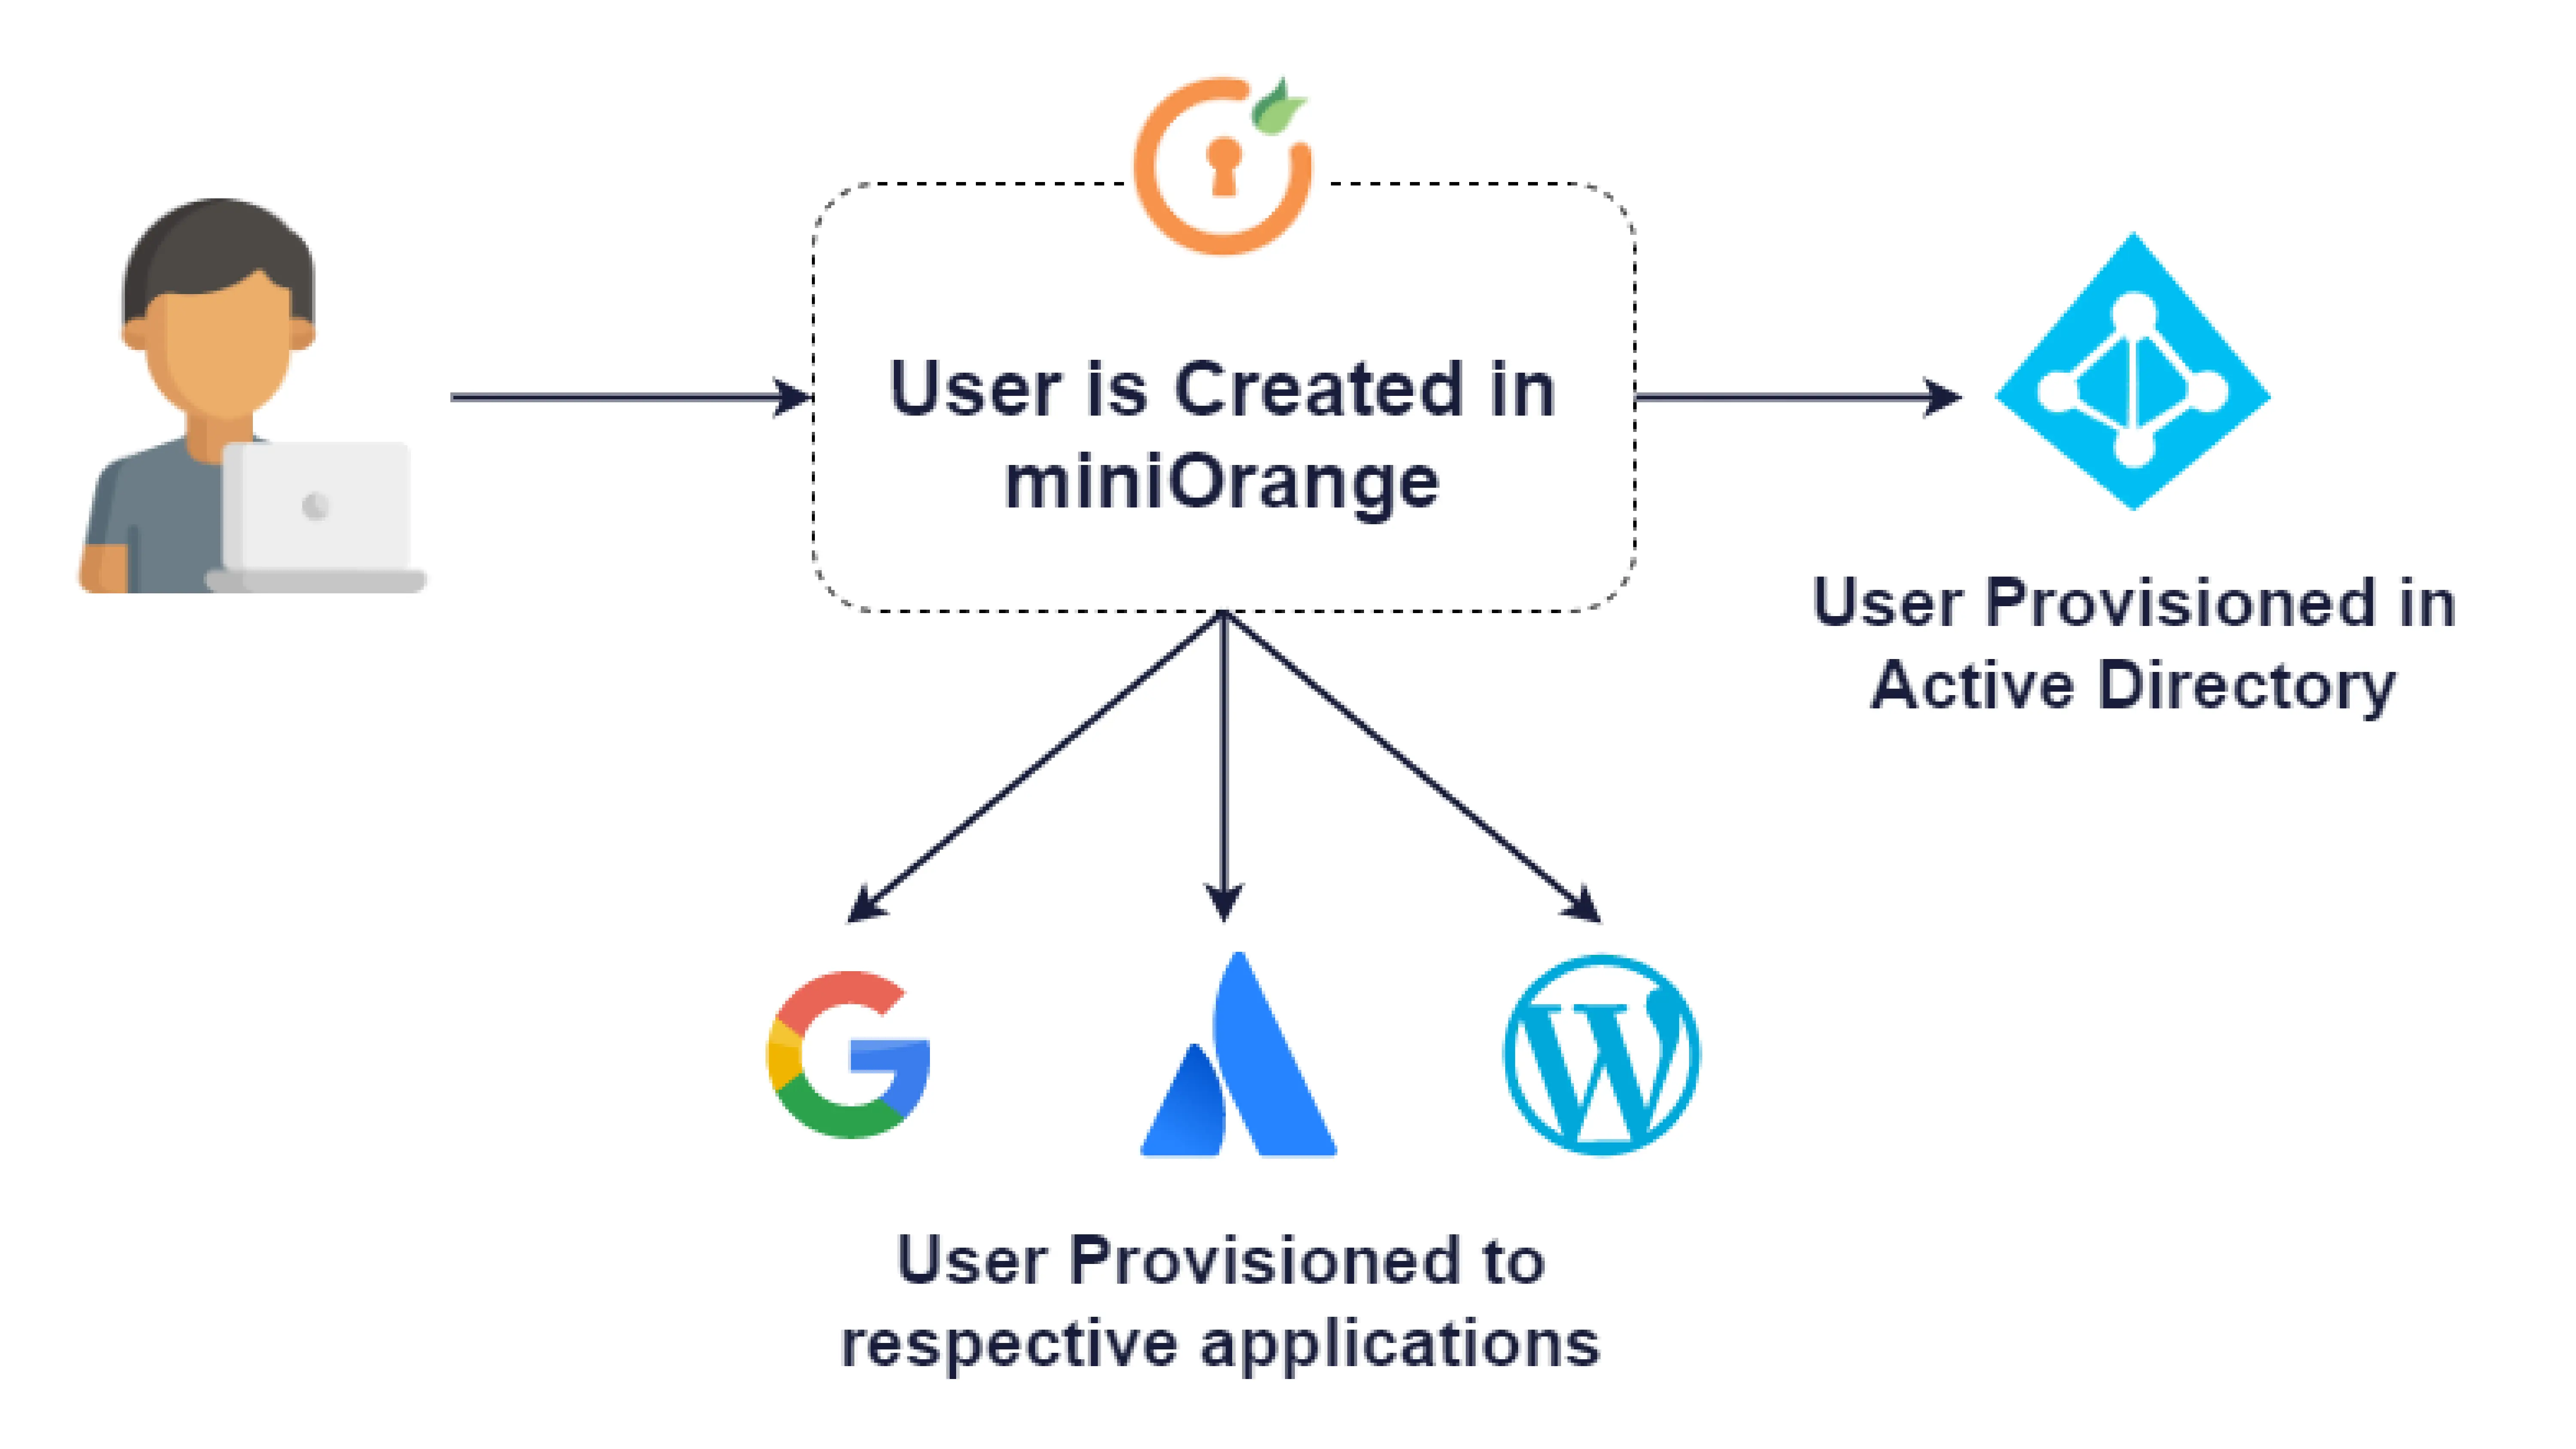 User is Created in
miniOrange
User Provisioned in
Active Directory
User Provisioned to
respective applications